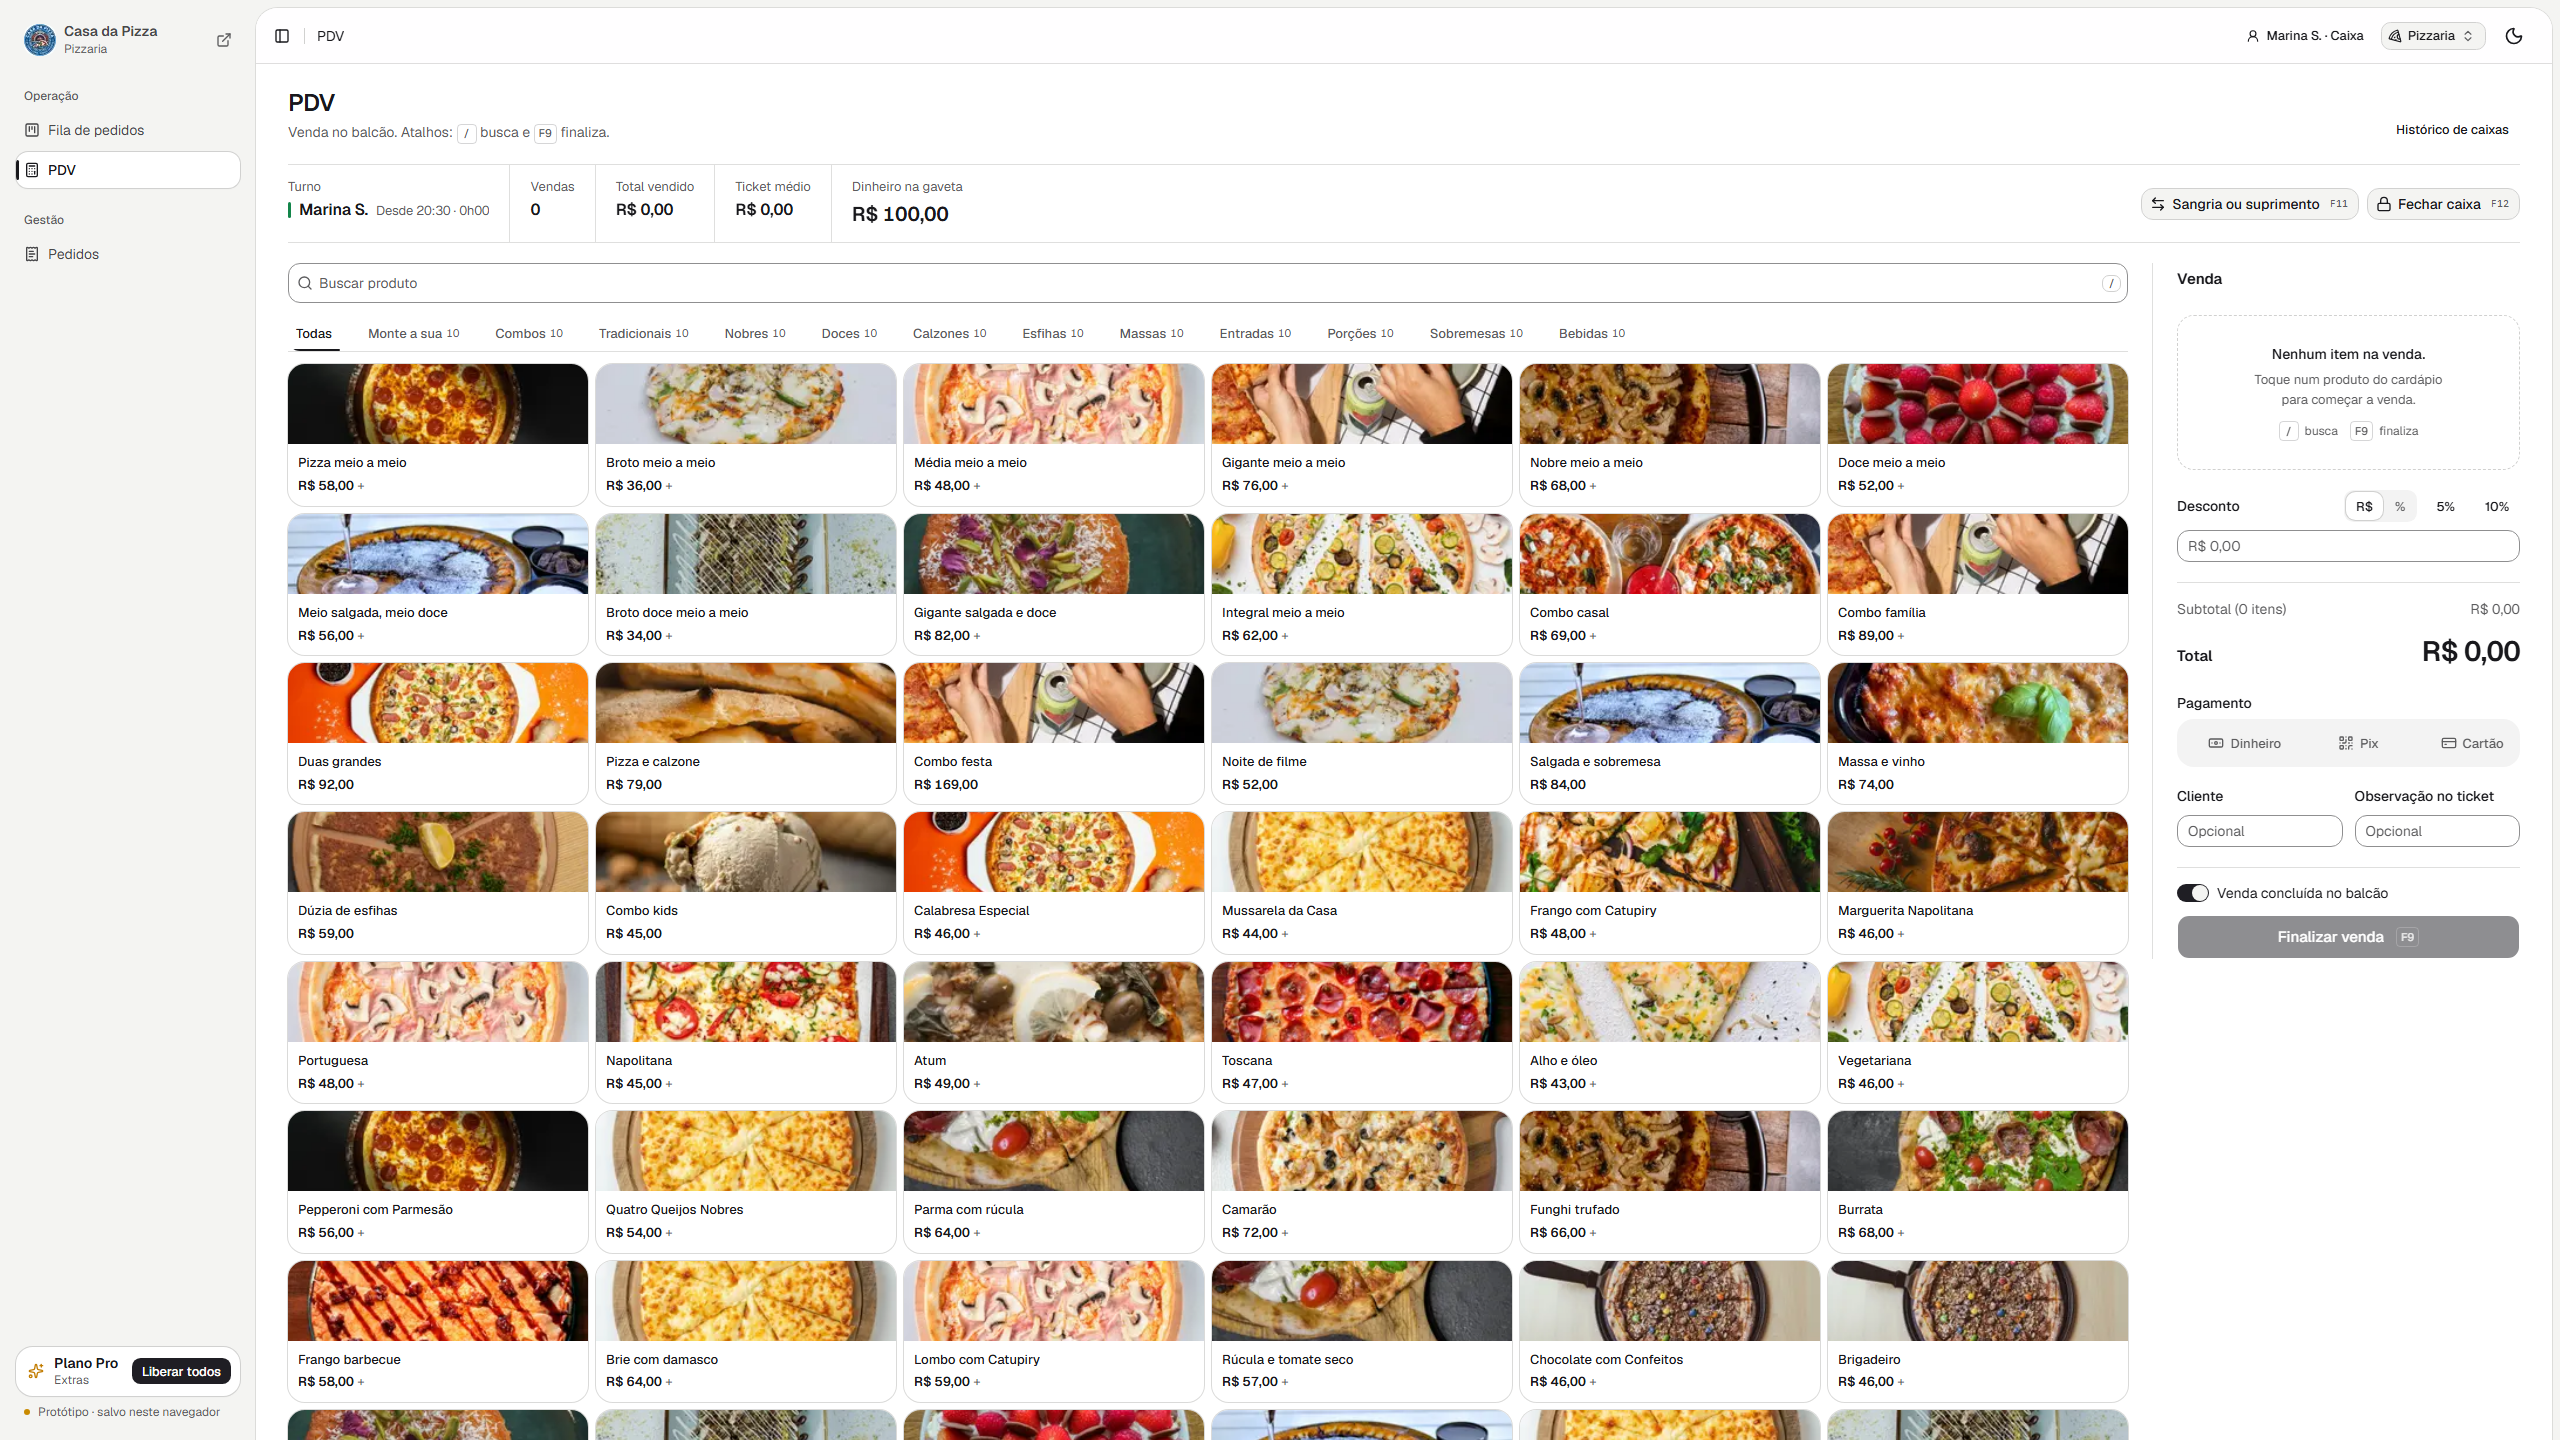 Casa da Pizza
Pizzaria
Operação
Fila de pedidos
PDV
Gestão
Pedidos
Plano Pro
Extras
Liberar todos
Protótipo · salvo neste navegador
PDV
Marina S. · Caixa
Pizzaria
PDV
Venda no balcão. Atalhos: / busca e F9 finaliza.
Histórico de caixas
Turno
Marina S. Desde 20:30 · 0h00
Vendas
0
Total vendido
R$ 0,00
Ticket médio
R$ 0,00
Dinheiro na gaveta
R$ 100,00
Sangria ou suprimento F11
Fechar caixa F12
Buscar produto /
Todas Monte a sua 10 Combos 10 Tradicionais 10 Nobres 10 Doces 10 Calzones 10 Esfihas 10 Massas 10 Entradas 10 Porções 10 Sobremesas 10 Bebidas 10
Pizza meio a meio
R$ 58,00 +
Broto meio a meio
R$ 36,00 +
Média meio a meio
R$ 48,00 +
Gigante meio a meio
R$ 76,00 +
Nobre meio a meio
R$ 68,00 +
Doce meio a meio
R$ 52,00 +
Meio salgada, meio doce
R$ 56,00 +
Broto doce meio a meio
R$ 34,00 +
Gigante salgada e doce
R$ 82,00 +
Integral meio a meio
R$ 62,00 +
Combo casal
R$ 69,00 +
Combo família
R$ 89,00 +
Duas grandes
R$ 92,00
Pizza e calzone
R$ 79,00
Combo festa
R$ 169,00
Noite de filme
R$ 52,00
Salgada e sobremesa
R$ 84,00
Massa e vinho
R$ 74,00
Dúzia de esfihas
R$ 59,00
Combo kids
R$ 45,00
Calabresa Especial
R$ 46,00 +
Mussarela da Casa
R$ 44,00 +
Frango com Catupiry
R$ 48,00 +
Marguerita Napolitana
R$ 46,00 +
Portuguesa
R$ 48,00 +
Napolitana
R$ 45,00 +
Atum
R$ 49,00 +
Toscana
R$ 47,00 +
Alho e óleo
R$ 43,00 +
Vegetariana
R$ 46,00 +
Pepperoni com Parmesão
R$ 56,00 +
Quatro Queijos Nobres
R$ 54,00 +
Parma com rúcula
R$ 64,00 +
Camarão
R$ 72,00 +
Funghi trufado
R$ 66,00 +
Burrata
R$ 68,00 +
Frango barbecue
R$ 58,00 +
Brie com damasco
R$ 64,00 +
Lombo com Catupiry
R$ 59,00 +
Rúcula e tomate seco
R$ 57,00 +
Chocolate com Confeitos
R$ 46,00 +
Brigadeiro
R$ 46,00 +
Venda
Nenhum item na venda.
Toque num produto do cardápio
para começar a venda.
/ busca F9 finaliza
Desconto R$ % 5% 10%
R$ 0,00
Subtotal (0 itens) R$ 0,00
Total R$ 0,00
Pagamento
Dinheiro Pix Cartão
Cliente
Opcional
Observação no ticket
Opcional
Venda concluída no balcão
Finalizar venda F9